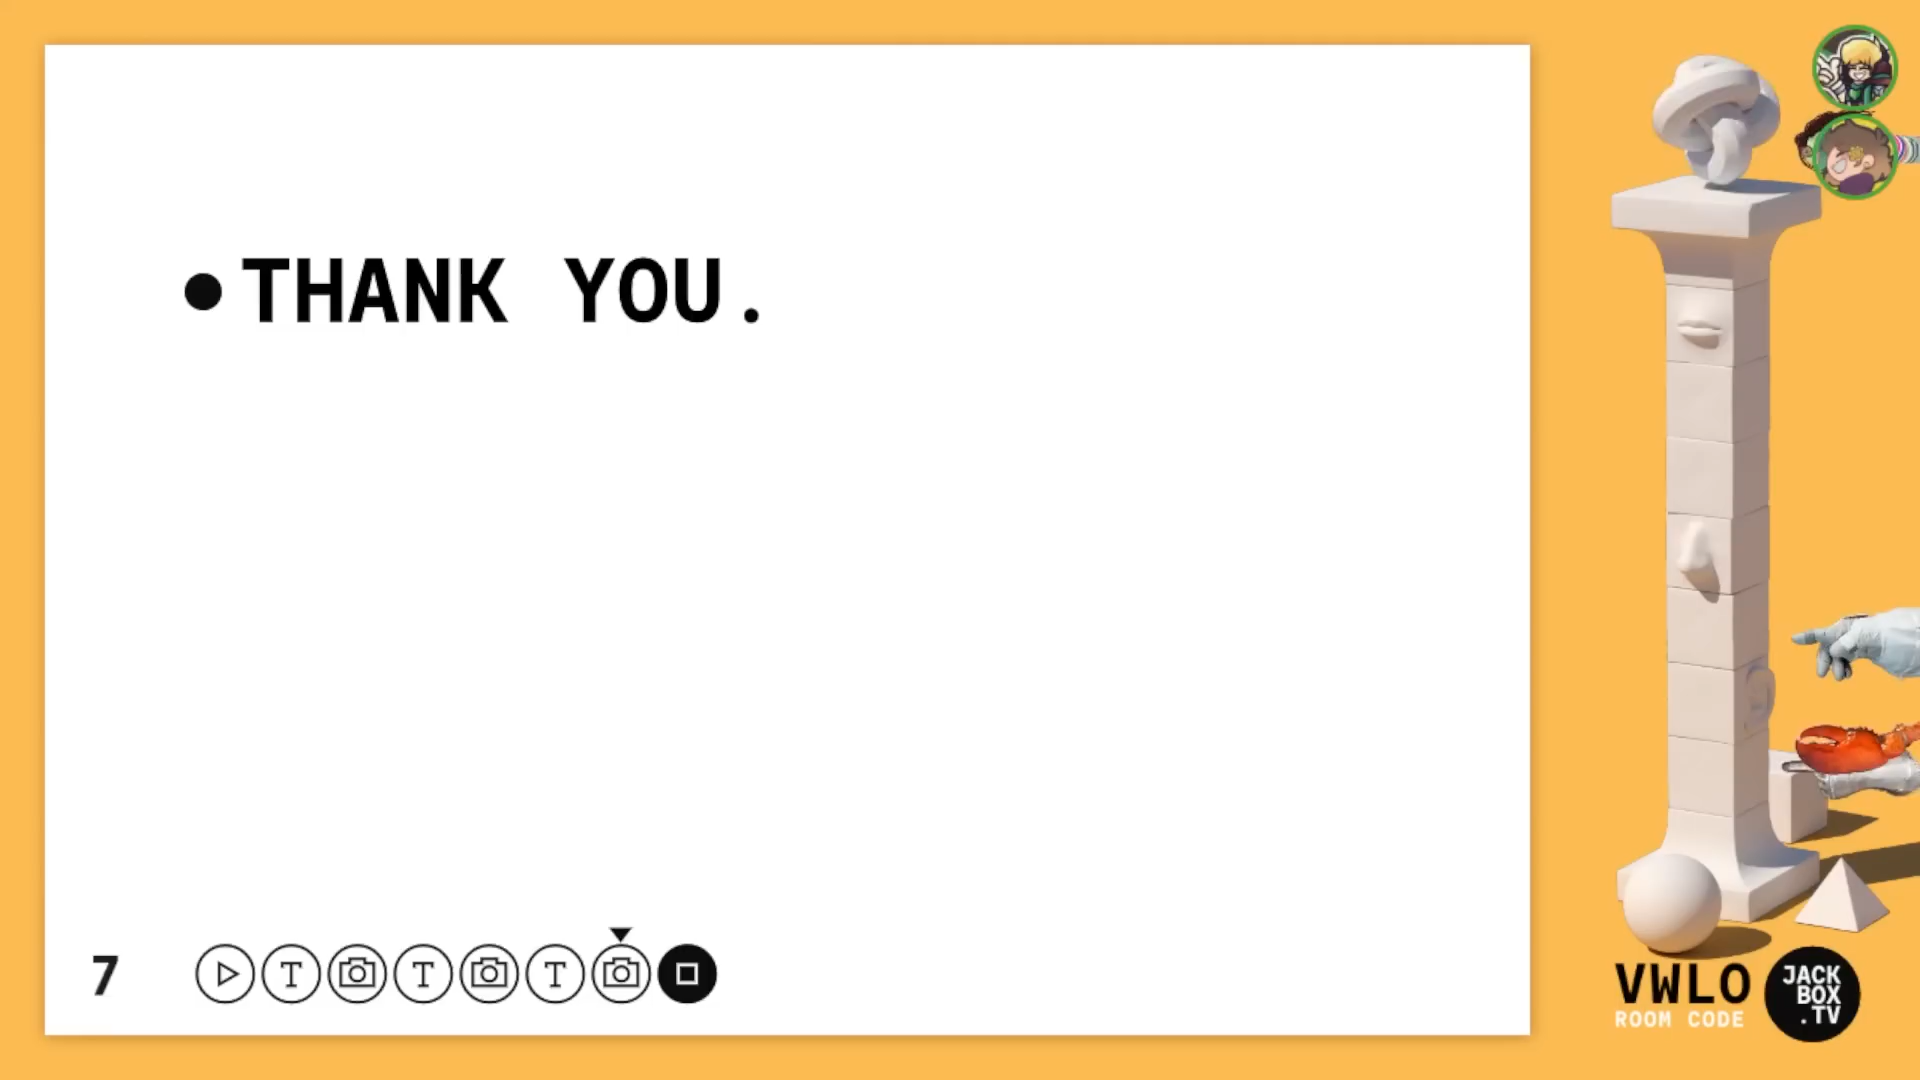 ●THANK YOU.
7
T
T
T
VWLO
ROOM CODE
JACK
BOX
.TV